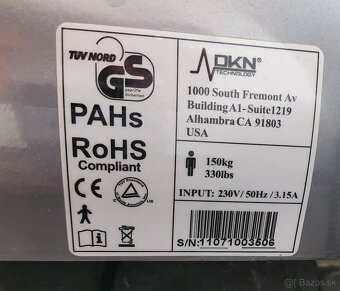 TUV NORD
GS
geprüfte
Sicherheit
PAHs
RoHS
Compliant
CE
DKN
TECHNOLOGY
1000 South Fremont Av
Building A1-Suite1219
Alhambra CA 91803
USA
150kg
330lbs
INPUT: 230V/ 50Hz / 3.15A
S/N:11071003506
Bazos.sk